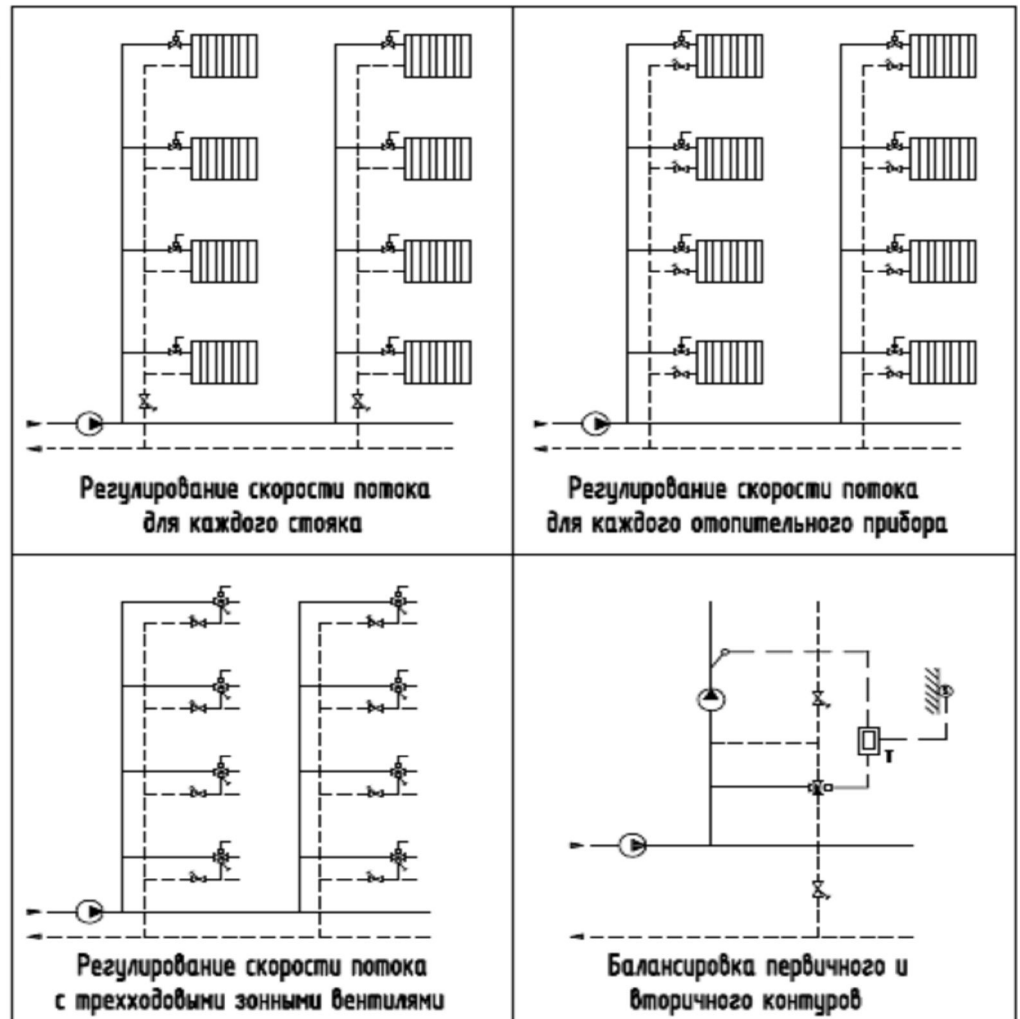 Регулирование скорости потока
для каждого стояка
Регулирование скорости потока
для каждого отопительного прибора
T
Регулирование скорости потока
с трехходовыми зонными вентилями
Балансировка первичного и
вторичного контуров